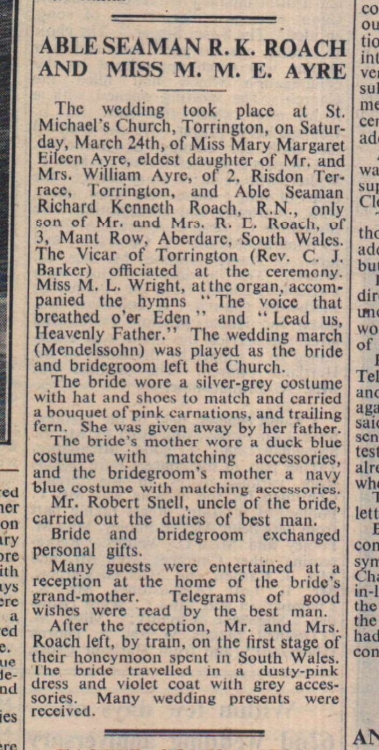 ABLE SEAMAN R. K. ROACH
AND MISS M. M. E. AYRE
The wedding took place at St.
Michael's Church, Torrington, on Satur-
day, March 24th, of Miss Mary Margaret
Eileen Ayre, eldest daughter of Mr. and
Mrs. William Ayre, of 2, Risdon Ter-
race, Torrington, and Able Seaman
Richard Kenneth Roach, R.N., only
son of Mr. and Mrs. R. E. Roach, of
3, Mant Row, Aberdare, South Wales.
The Vicar of Torrington (Rev. C. J.
Barker) officiated at the ceremony.
Miss M. L. Wright, at the organ, accom-
panied the hymns "The voice that
breathed o'er Eden" and "Lead us,
Heavenly Father." The wedding march
(Mendelssohn) was played as the bride
and bridegroom left the Church.
The bride wore a silver-grey costume
with hat and shoes to match and carried
a bouquet of pink carnations, and trailing
fern. She was given away by her father.
The bride's mother wore a duck blue
costume with matching accessories,
and the bridegroom's mother a navy
blue costume with matching accessories.
Mr. Robert Snell, uncle of the bride,
carried out the duties of best man.
Bride and bridegroom exchanged
personal gifts.
Many guests were entertained at a
reception at the home of the bride's
grand-mother. Telegrams of good
wishes were read by the best man.
After the reception, Mr. and Mrs.
Roach left, by train, on the first stage of
their honeymoon spent in South Wales.
The bride travelled in a dusty-pink
dress and violet coat with grey acces-
sories. Many wedding presents were
received.